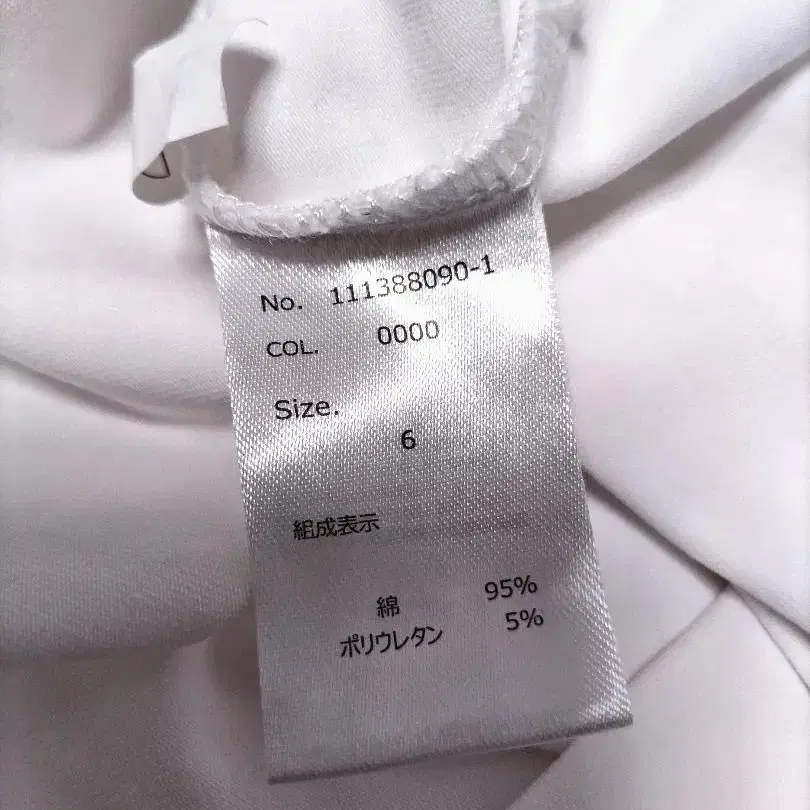 No. 111388090-1
COL. 0000
Size.
6
組成表示
綿 95%
ポリウレタン 5%